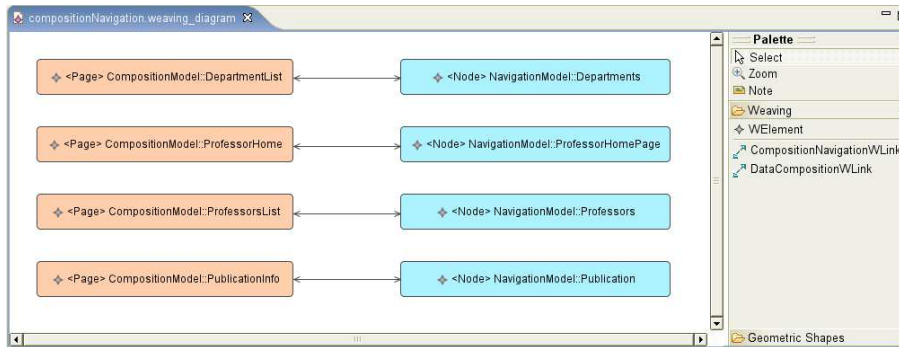 compositionNavigation.weaving_diagram
<Page> CompositionModel::DepartmentList
<Node> NavigationModel::Departments
<Page> CompositionModel::ProfessorHome
<Node> NavigationModel::ProfessorHomePage
<Page> CompositionModel::ProfessorsList
<Node> NavigationModel::Professors
<Page> CompositionModel::PublicationInfo
<Node> NavigationModel::Publication
Palette
Select
Zoom
Note
Weaving
WElement
CompositionNavigationWLink
DataCompositionWLink
Geometric Shapes